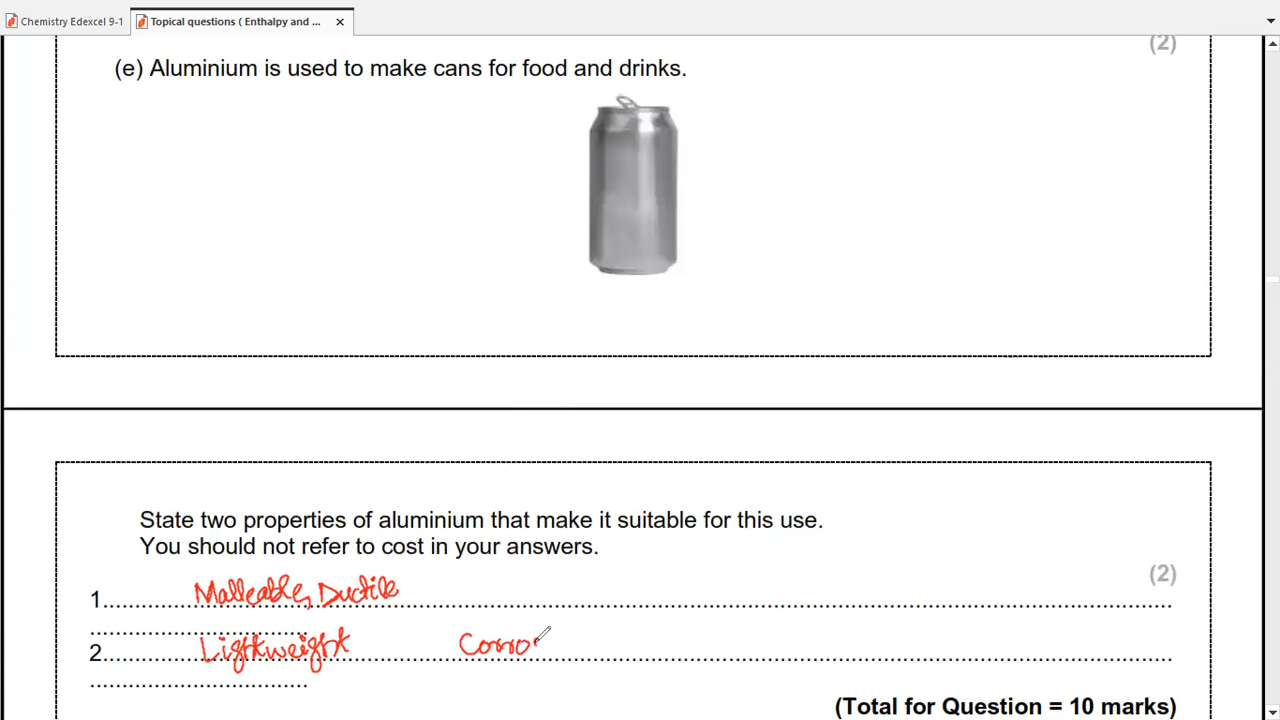 Chemistry Edexcel 9-1
Topical questions ( Enthalpy and ...
(2)
(e) Aluminium is used to make cans for food and drinks.
State two properties of aluminium that make it suitable for this use.
You should not refer to cost in your answers.
(2)
1 Malleable, Ductile
2 Lightweight Corro
(Total for Question = 10 marks)